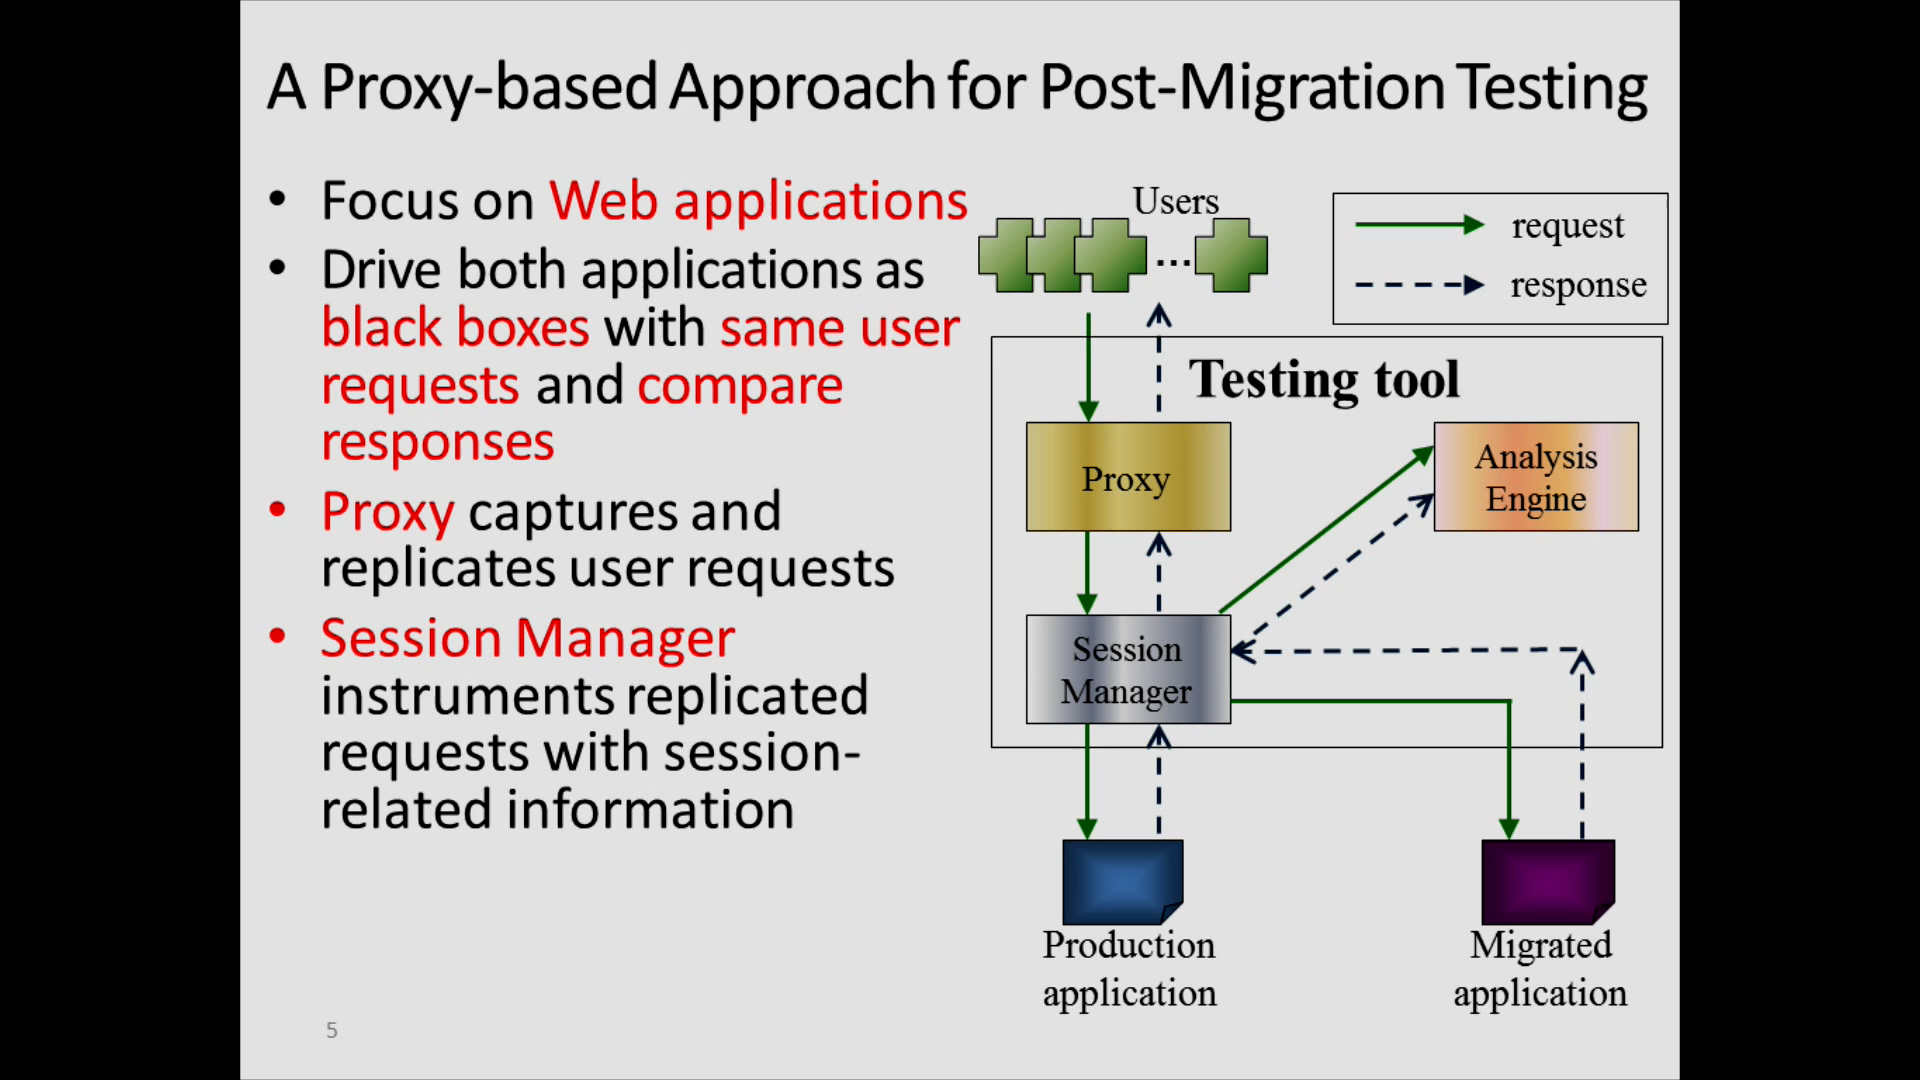 A Proxy-based Approach for Post-Migration Testing
• Focus on Web applications
• Drive both applications as
black boxes with same user
requests and compare
responses
• Proxy captures and
replicates user requests
• Session Manager
instruments replicated
requests with session-
related information
Users
...
request
response
Testing tool
Proxy
Analysis
Engine
Session
Manager
Production
application
Migrated
application
5